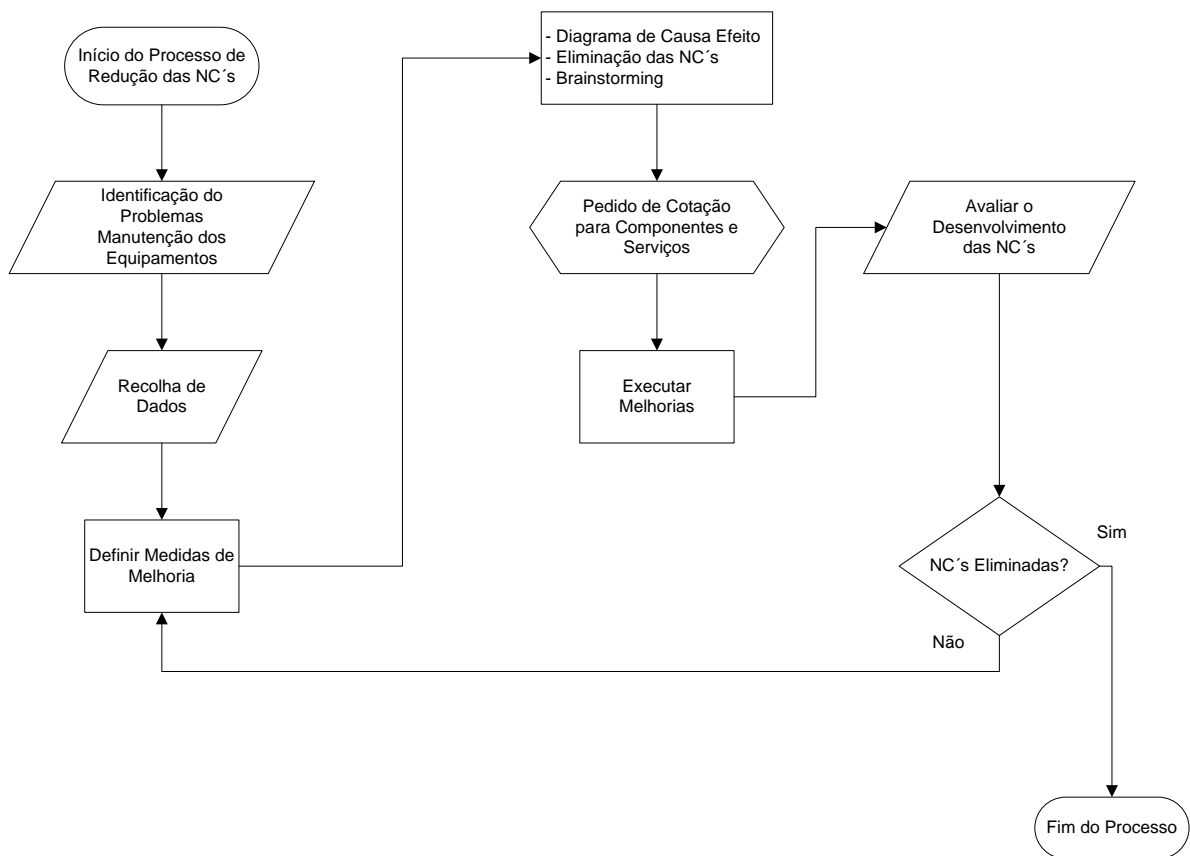 Início do Processo de
Redução das NC´s
Identificação do
Problemas
Manutenção dos
Equipamentos
Recolha de
Dados
Definir Medidas de
Melhoria
- Diagrama de Causa Efeito
- Eliminação das NC´s
- Brainstorming
Pedido de Cotação
para Componentes e
Serviços
Executar
Melhorias
Avaliar o
Desenvolvimento
das NC´s
NC´s Eliminadas?
Sim
Não
Fim do Processo